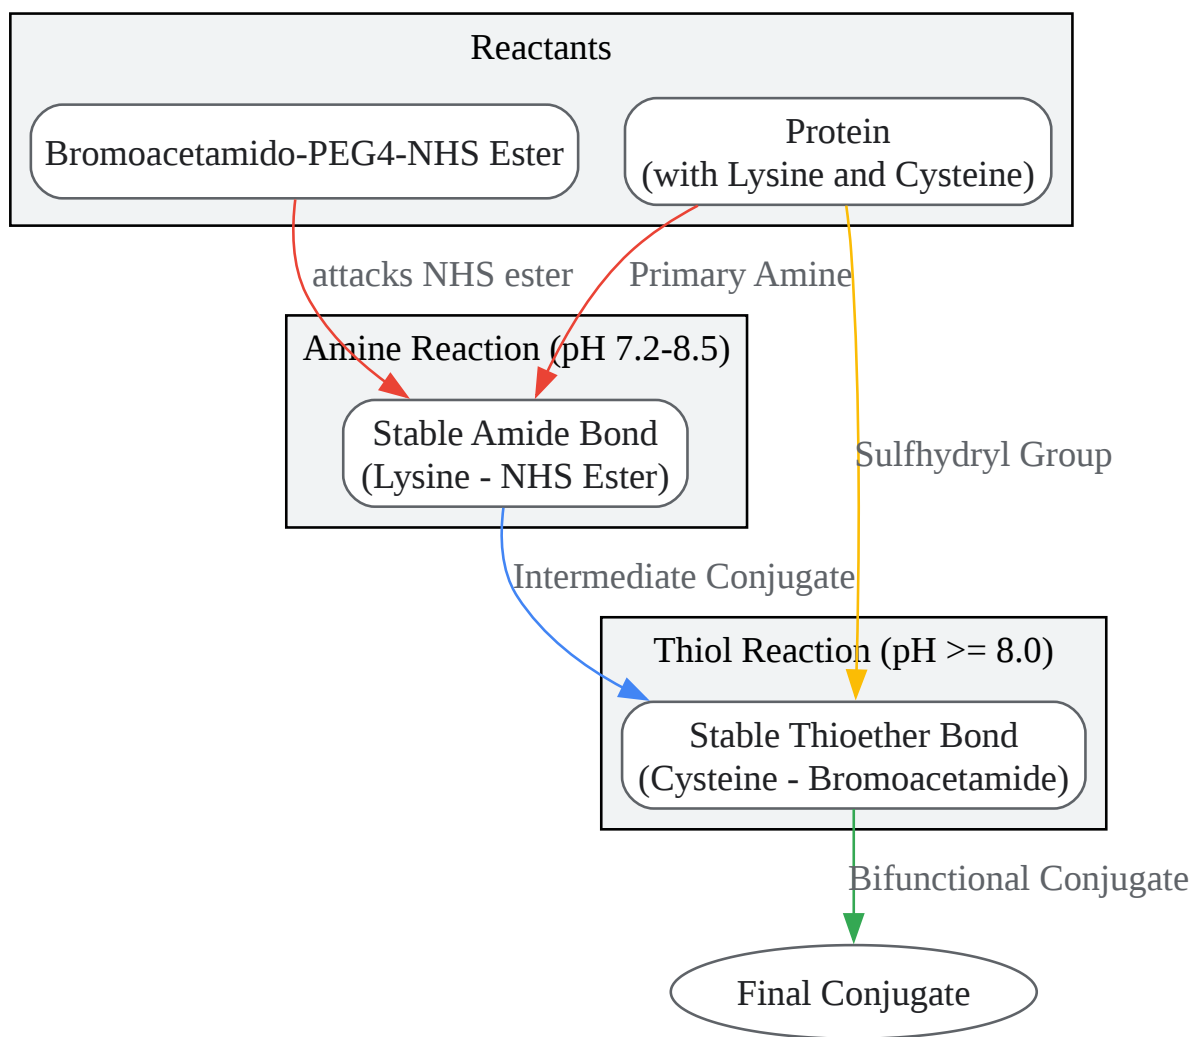 Reactants
Bromoacetamido-PEG4-NHS Ester
Protein
(with Lysine and Cysteine)
attacks NHS ester
Primary Amine
Amine Reaction (pH 7.2-8.5)
Stable Amide Bond
(Lysine - NHS Ester)
Sulfhydryl Group
Intermediate Conjugate
Thiol Reaction (pH >= 8.0)
Stable Thioether Bond
(Cysteine - Bromoacetamide)
Bifunctional Conjugate
Final Conjugate